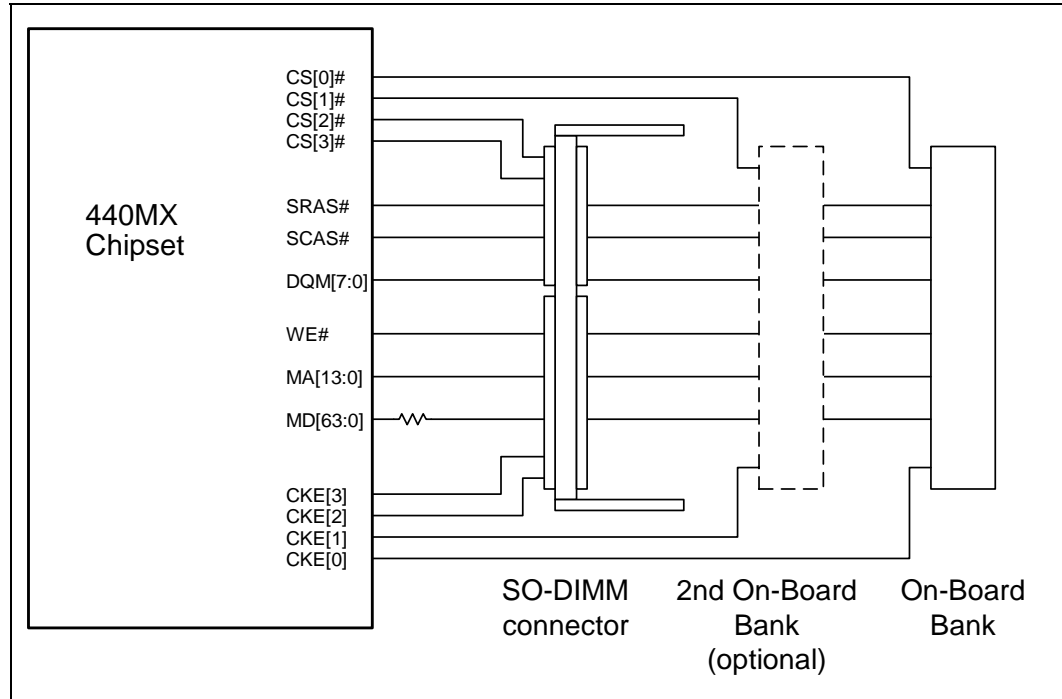 440MX
Chipset
CS[0]#
CS[1]#
CS[2]#
CS[3]#
SRAS#
SCAS#
DQM[7:0]
WE#
MA[13:0]
MD[63:0]
CKE[3]
CKE[2]
CKE[1]
CKE[0]
SO-DIMM
connector
2nd On-Board
Bank
(optional)
On-Board
Bank